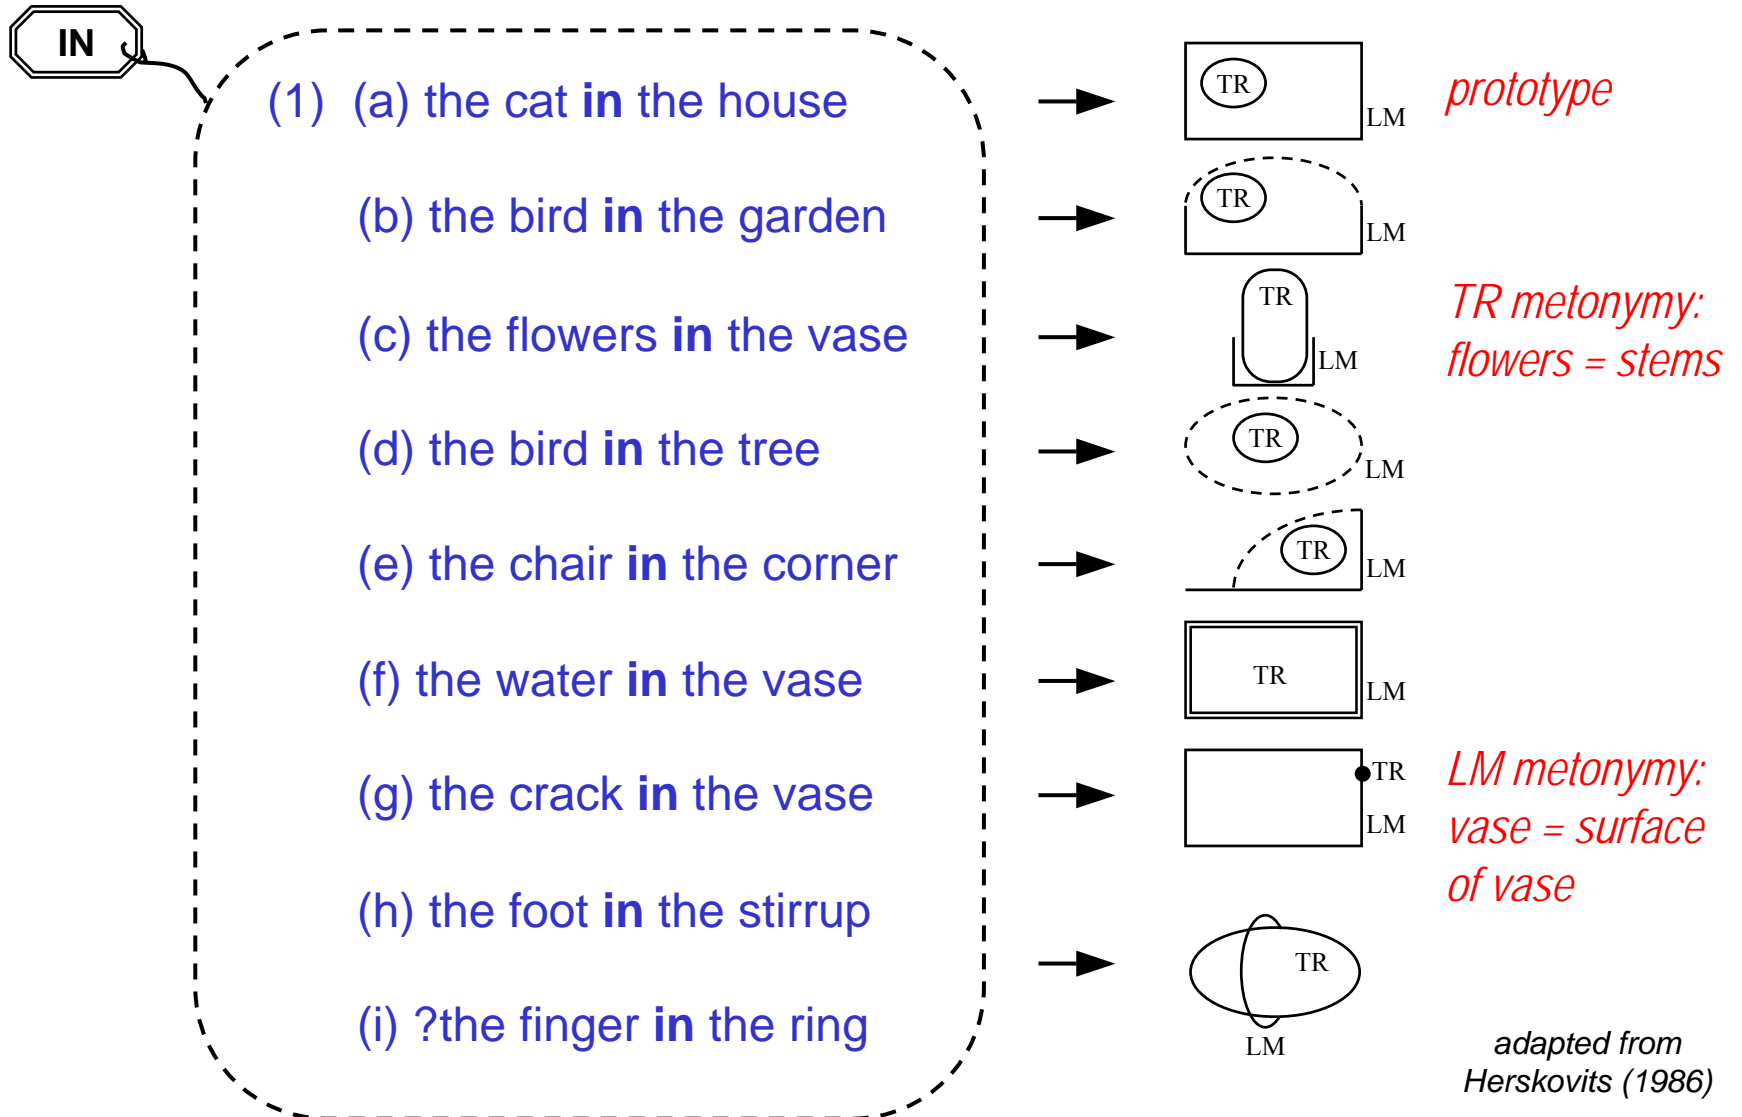 IN
(1) (a) the cat in the house
TR
LM
prototype
(b) the bird in the garden
TR
LM
(c) the flowers in the vase
TR
LM
TR metonymy:
flowers = stems
(d) the bird in the tree
TR
LM
(e) the chair in the corner
TR
LM
(f) the water in the vase
TR
LM
(g) the crack in the vase
TR
LM
LM metonymy:
vase = surface
of vase
(h) the foot in the stirrup
(i) ?the finger in the ring
TR
LM
adapted from
Herskovits (1986)